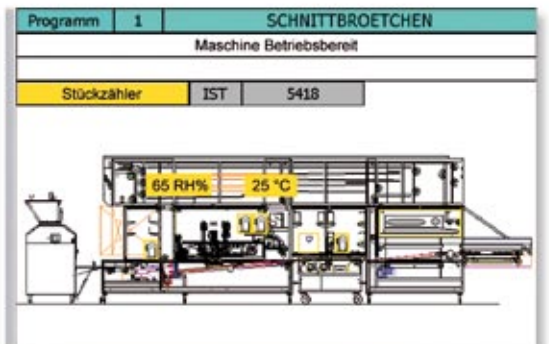 Programm 1 SCHNITTBROETCHEN
Maschine Betriebsbereit
Stückzähler IST 5418
65 RH% 25 °C